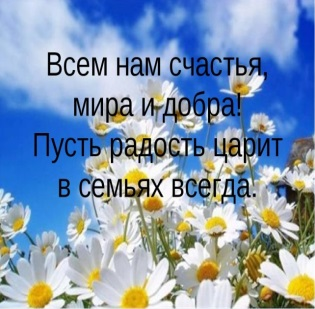 Всем нам счастья,
мира и добра!
Пусть радость царит
в семьях всегда.